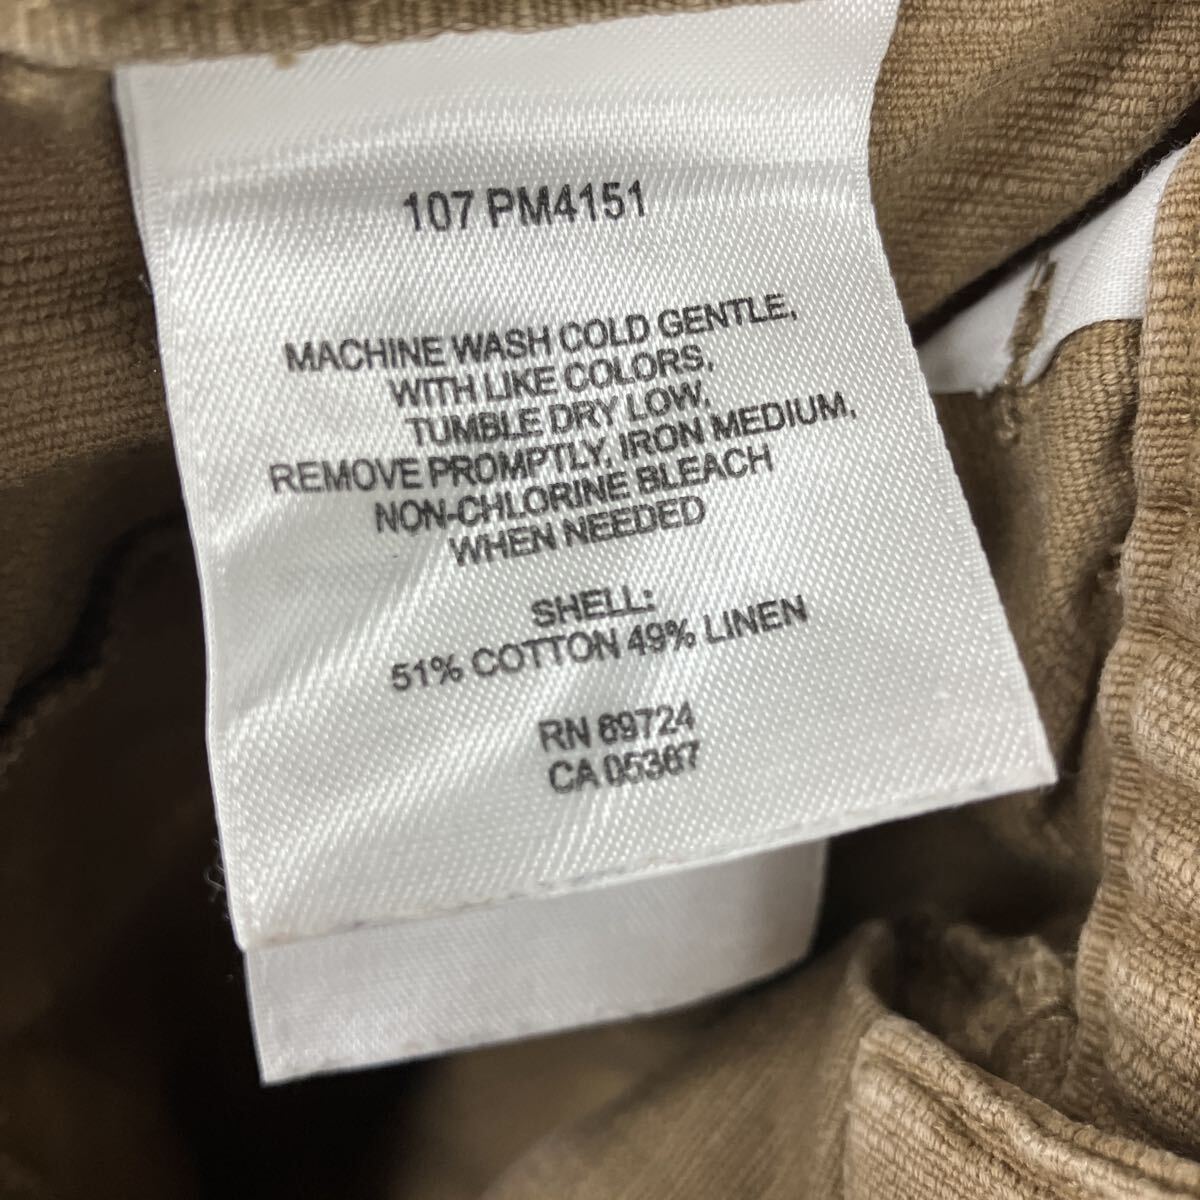 107 PM4151
MACHINE WASH COLD GENTLE,
WITH LIKE COLORS,
TUMBLE DRY LOW,
REMOVE PROMPTLY, IRON MEDIUM,
NON-CHLORINE BLEACH
WHEN NEEDED
SHELL:
51% COTTON 49% LINEN
RN 69724
CA 05367